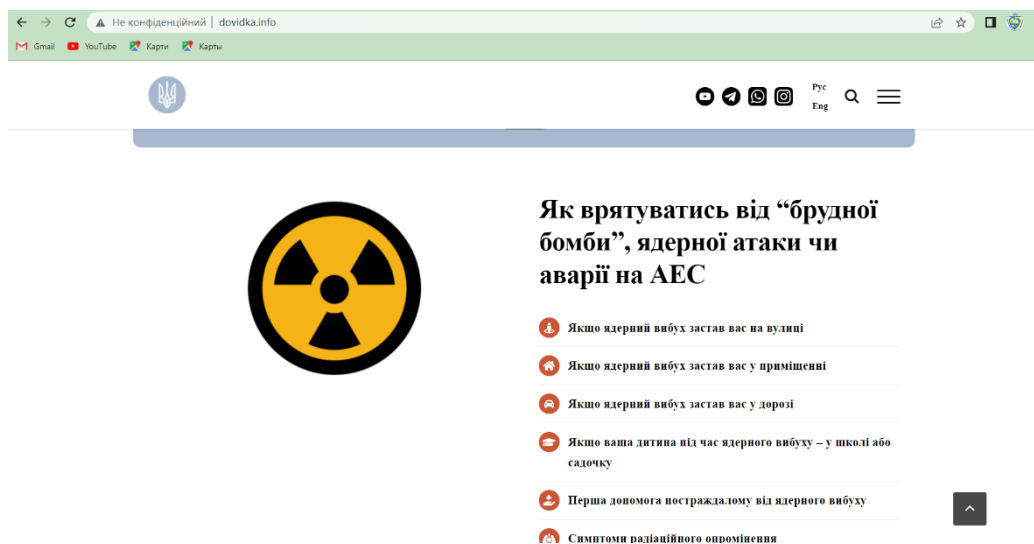 Не конфіденційний | dovidka.info
Gmail YouTube Карти Карты
Рус
Eng
Як врятуватись від “брудної
бомби”, ядерної атаки чи
аварії на АЕС
Якщо ядерний вибух застав вас на вулиці
Якщо ядерний вибух застав вас у приміщенні
Якщо ядерний вибух застав вас у дорозі
Якщо ваша дитина під час ядерного вибуху – у школі або
садочку
Перша допомога постраждалому від ядерного вибуху
Симптоми радіаційного опромінення